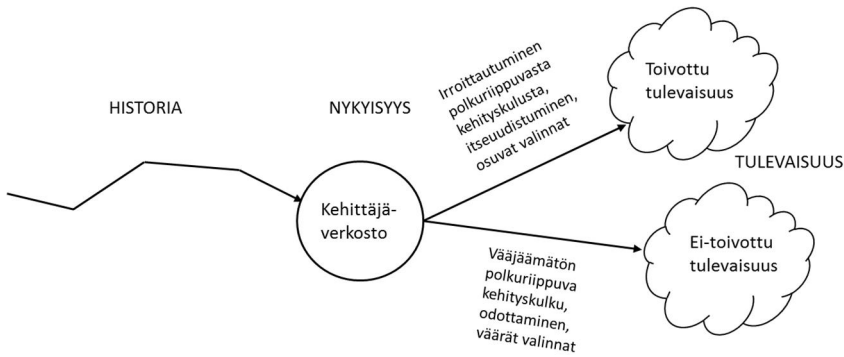 HISTORIA
NYKYISYYS
Kehittäjä-
verkosto
Irroittautuminen
polkuriippuvasta
kehityskulusta,
itseuudistuminen,
osuvat valinnat
Toivottu
tulevaisuus
TULEVAISUUS
Vääjäämätön
polkuriippuva
kehityskulku,
odottaminen,
väärät valinnat
Ei-toivottu
tulevaisuus